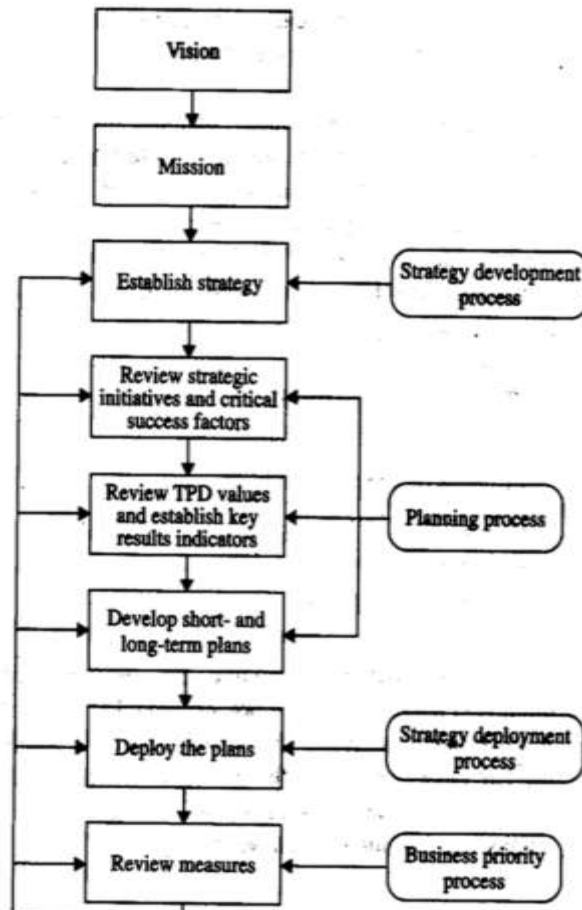 Vision
Mission
Establish strategy
Strategy development
process
Review strategic
initiatives and critical
success factors
Review TPD values
and establish key
results indicators
Planning process
Develop short- and
long-term plans
Deploy the plans
Strategy deployment
process
Review measures
Business priority
process